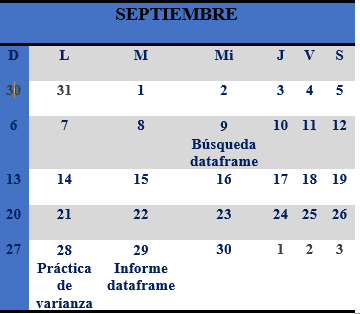 SEPTIEMBRE
D L M Mi J V S
30 31 1 2 3 4 5
6 7 8 9 10 11 12
Búsqueda
dataframe
13 14 15 16 17 18 19
20 21 22 23 24 25 26
27 28 29 30 1 2 3
Práctica Informe
de dataframe
varianza